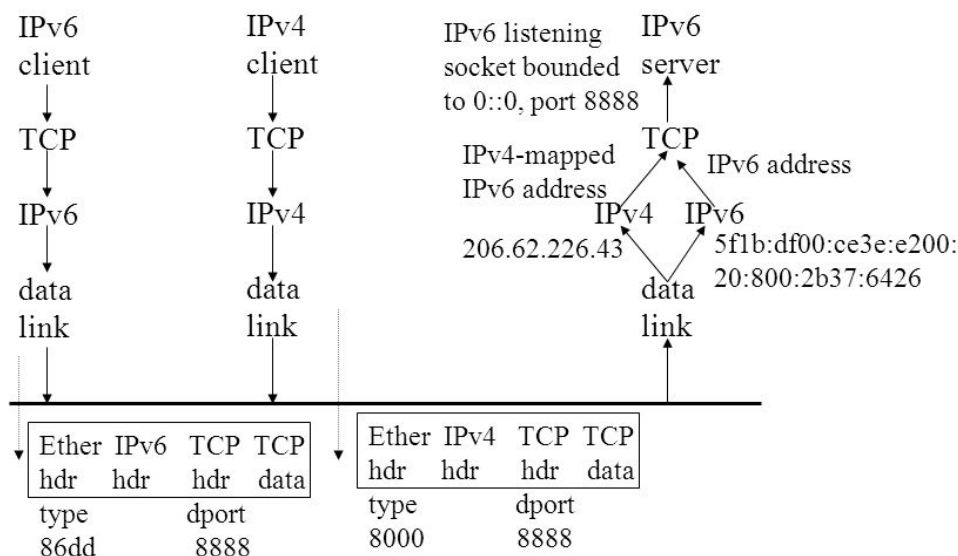 IPv6
client
TCP
IPv6
data
link
IPv4
client
TCP
IPv4
data
link
IPv6 listening
socket bounded
to 0::0, port 8888
IPv6
server
TCP
IPv4-mapped
IPv6 address
IPv6 address
IPv4
IPv6
206.62.226.43
5f1b:df00:ce3e:e200:
20:800:2b37:6426
data
link
Ether IPv6 TCP TCP
hdr hdr hdr data
type dport
86dd 8888
Ether IPv4 TCP TCP
hdr hdr hdr data
type dport
8000 8888